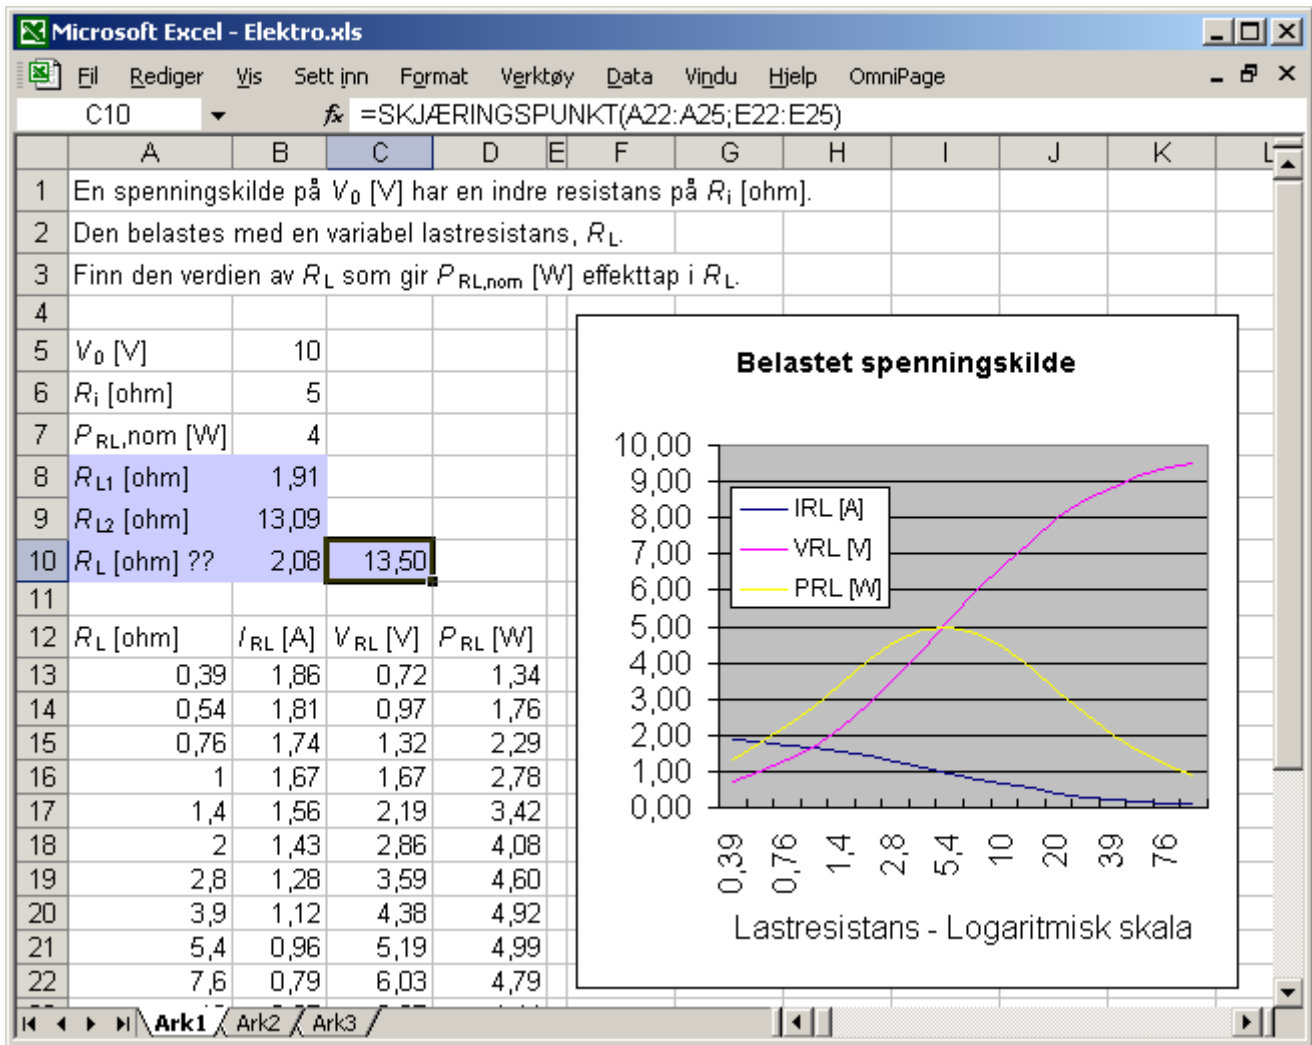 Microsoft Excel - Elektro.xls
Fil Rediger Vis Sett inn Format Verktøy Data Vindu Hjelp OmniPage
C10 fx =SKJÆRINGSPUNKT(A22:A25;E22:E25)
A B C D E F G H I J K L
1 En spenningskilde på V0 [V] har en indre resistans på Ri [ohm].
2 Den belastes med en variabel lastresistans, RL.
3 Finn den verdien av RL som gir PRL,nom [W] effekttap i RL.
4
5 V0 [V] 10
6 Ri [ohm] 5
7 PRL,nom [W] 4
8 RL1 [ohm] 1,91
9 RL2 [ohm] 13,09
10 RL [ohm] ?? 2,08 13,50
11
12 RL [ohm] IRL [A] VRL [V] PRL [W]
13 0,39 1,86 0,72 1,34
14 0,54 1,81 0,97 1,76
15 0,76 1,74 1,32 2,29
16 1 1,67 1,67 2,78
17 1,4 1,56 2,19 3,42
18 2 1,43 2,86 4,08
19 2,8 1,28 3,59 4,60
20 3,9 1,12 4,38 4,92
21 5,4 0,96 5,19 4,99
22 7,6 0,79 6,03 4,79
Belastet spenningskilde
10,00
9,00
8,00
7,00
6,00
5,00
4,00
3,00
2,00
1,00
0,00
IRL [A]
VRL [V]
PRL [W]
0,39 0,76 1,4 2,8 5,4 10 20 39 76
Lastresistans - Logaritmisk skala
Ark1 Ark2 Ark3